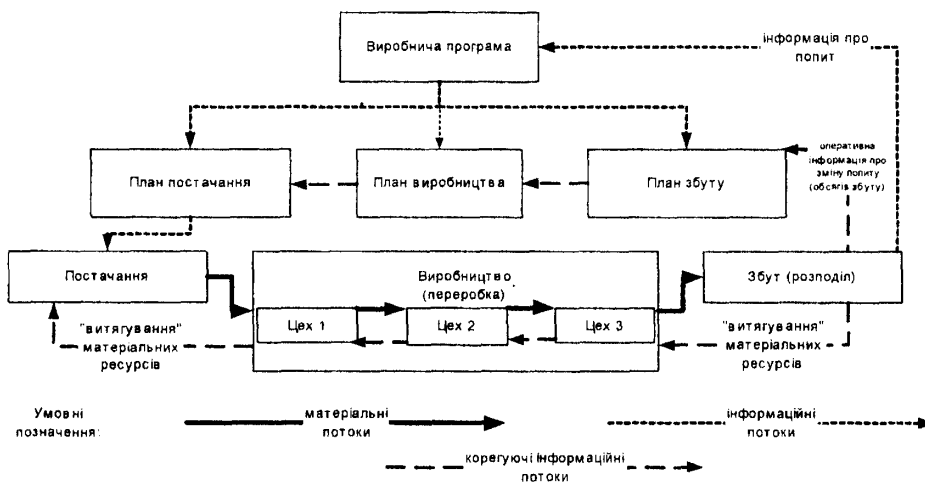 Виробнича програма
інформація про
попит
План постачання
План виробництва
План збуту
оперативна
інформація про
зміну попиту
(обсягів збуту)
Постачання
Виробництво
(переробка)
Збут (розподіл)
Цех 1
Цех 2
Цех 3
"витягування"
матеріальних
ресурсів
"витягування"
матеріальних
ресурсів
Умовні
позначення:
матеріальні
потоки
інформаційні
потоки
корегуючі інформаційні
потоки